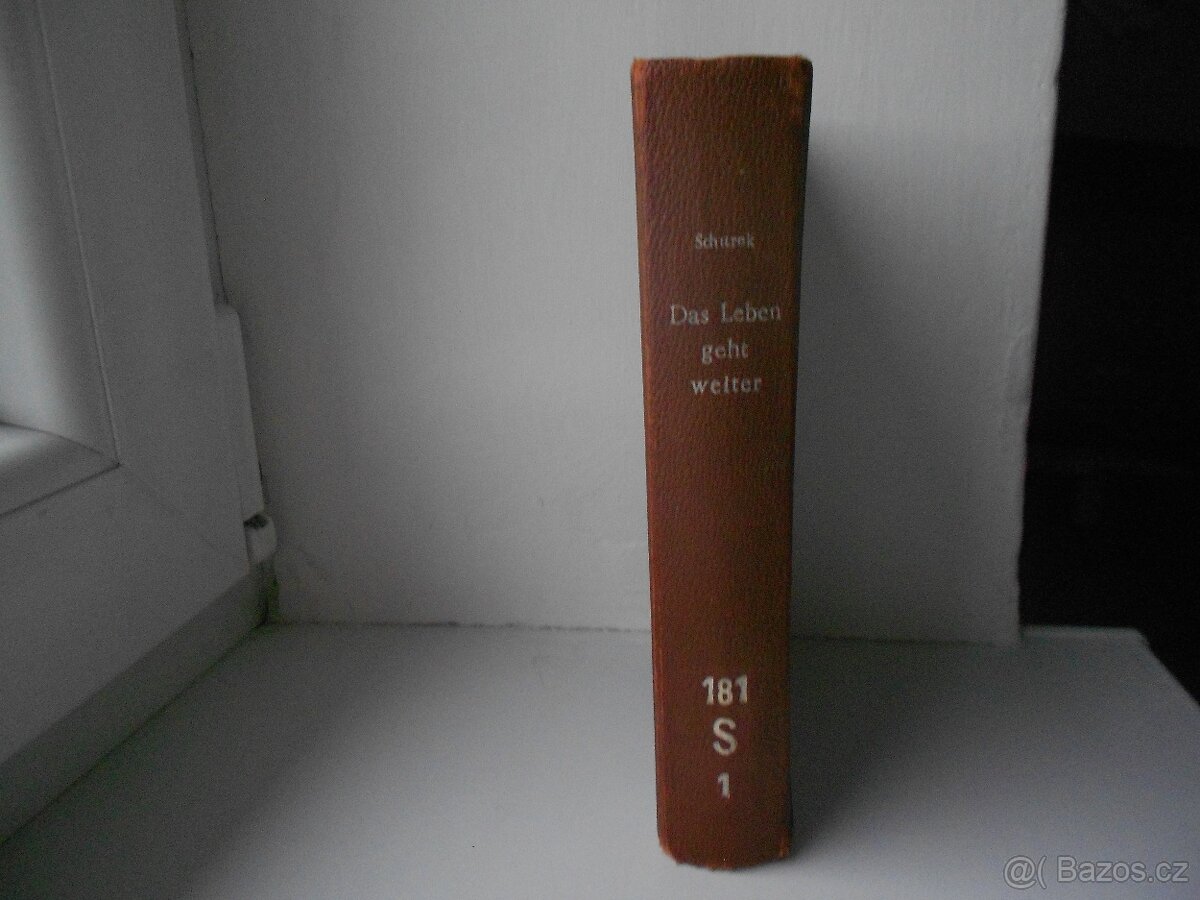 Schurek
Das Leben
geht
weiter
181
S
1
@( Bazos.cz